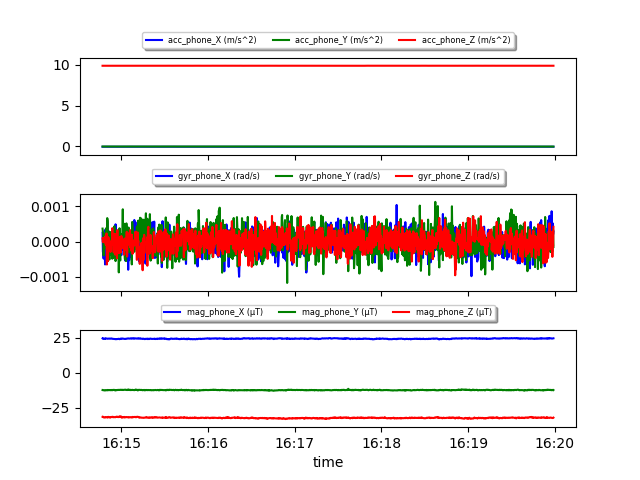 acc_phone_X (m/s^2) acc_phone_Y (m/s^2) acc_phone_Z (m/s^2)
10
5
0
gyr_phone_X (rad/s) gyr_phone_Y (rad/s) gyr_phone_Z (rad/s)
0.001
0.000
−0.001
mag_phone_X (μT) mag_phone_Y (μT) mag_phone_Z (μT)
25
0
−25
16:15 16:16 16:17 16:18 16:19 16:20
time